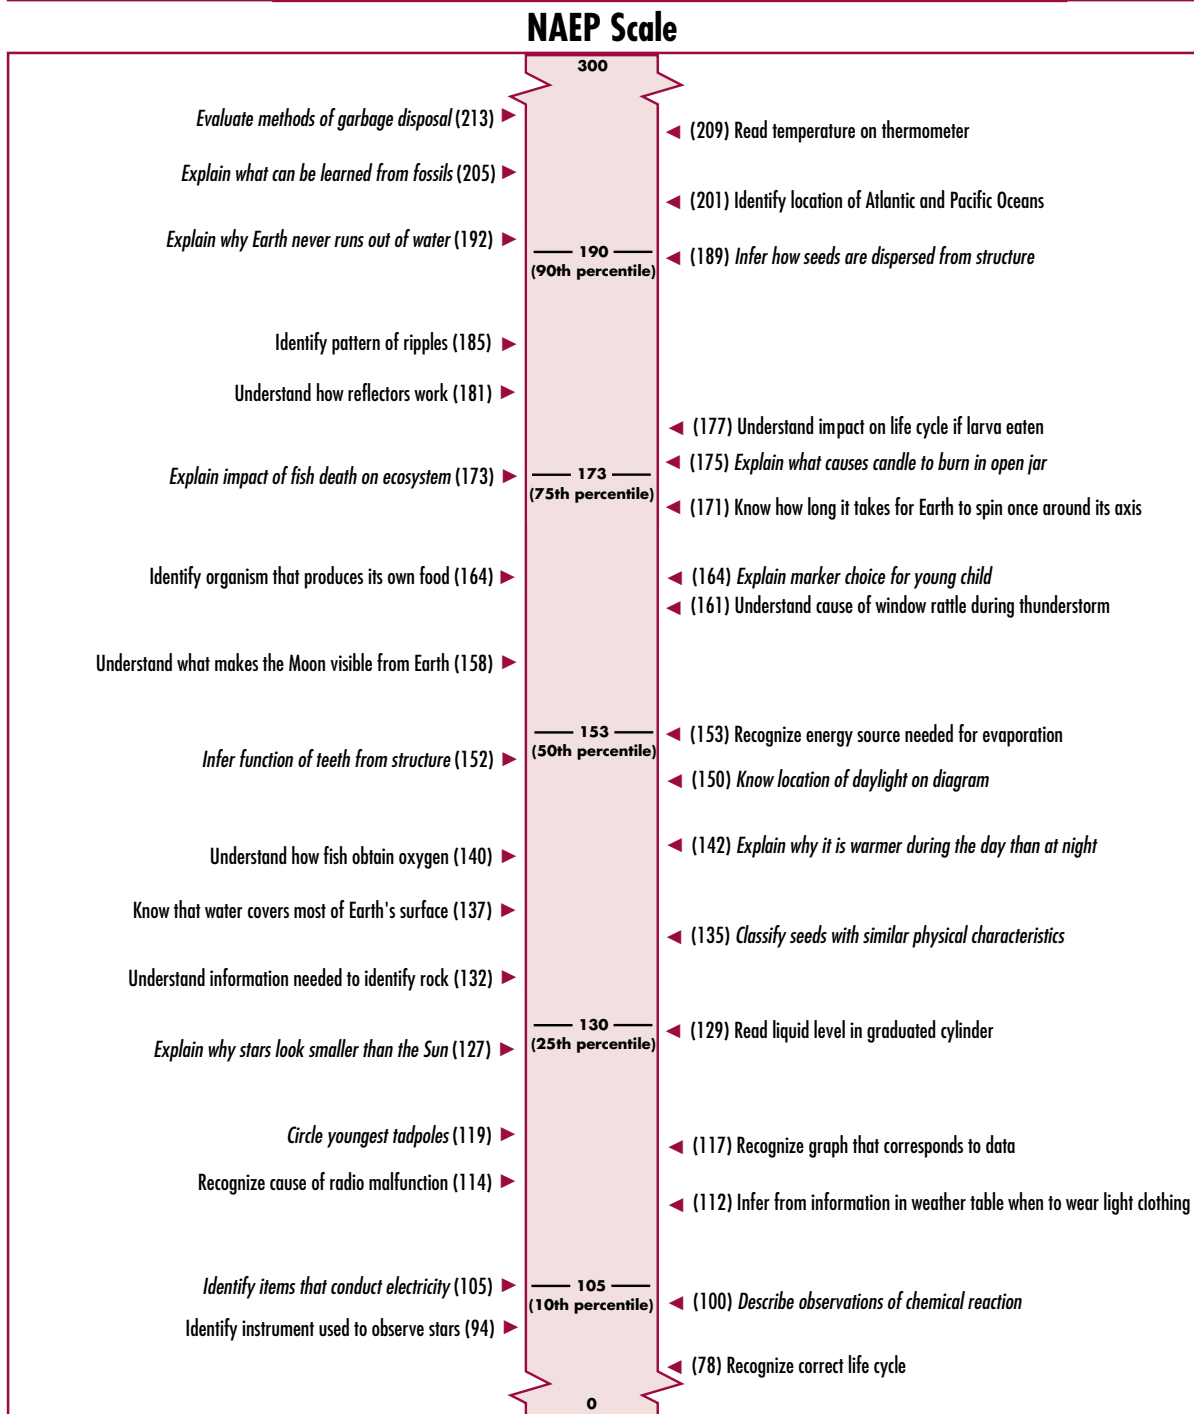 NAEP Scale
300
Evaluate methods of garbage disposal (213)
(209) Read temperature on thermometer
Explain what can be learned from fossils (205)
(201) Identify location of Atlantic and Pacific Oceans
Explain why Earth never runs out of water (192)
190
(90th percentile)
(189) Infer how seeds are dispersed from structure
Identify pattern of ripples (185)
Understand how reflectors work (181)
(177) Understand impact on life cycle if larva eaten
(175) Explain what causes candle to burn in open jar
Explain impact of fish death on ecosystem (173)
173
(75th percentile)
(171) Know how long it takes for Earth to spin once around its axis
Identify organism that produces its own food (164)
(164) Explain marker choice for young child
(161) Understand cause of window rattle during thunderstorm
Understand what makes the Moon visible from Earth (158)
153
(50th percentile)
(153) Recognize energy source needed for evaporation
Infer function of teeth from structure (152)
(150) Know location of daylight on diagram
(142) Explain why it is warmer during the day than at night
Understand how fish obtain oxygen (140)
Know that water covers most of Earth's surface (137)
(135) Classify seeds with similar physical characteristics
Understand information needed to identify rock (132)
130
(25th percentile)
(129) Read liquid level in graduated cylinder
Explain why stars look smaller than the Sun (127)
Circle youngest tadpoles (119)
(117) Recognize graph that corresponds to data
Recognize cause of radio malfunction (114)
(112) Infer from information in weather table when to wear light clothing
Identify items that conduct electricity (105)
105
(10th percentile)
(100) Describe observations of chemical reaction
Identify instrument used to observe stars (94)
(78) Recognize correct life cycle
0